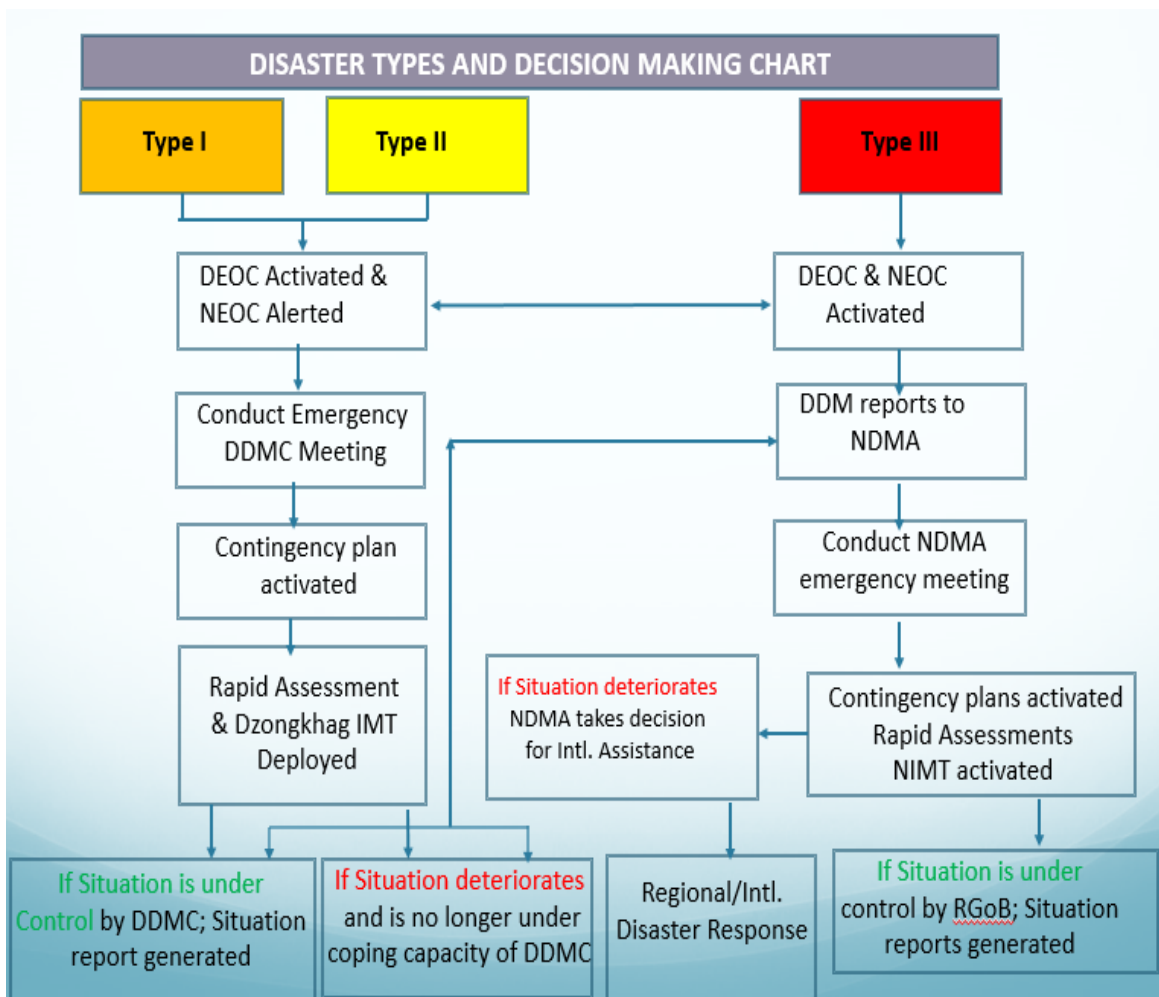 DISASTER TYPES AND DECISION MAKING CHART
Type I
Type II
Type III
DEOC Activated &
NEOC Alerted
DEOC & NEOC
Activated
Conduct Emergency
DDMC Meeting
DDM reports to
NDMA
Contingency plan
activated
Conduct NDMA
emergency meeting
Rapid Assessment
& Dzongkhag IMT
Deployed
If Situation deteriorates
NDMA takes decision
for Intl. Assistance
Contingency plans activated
Rapid Assessments
NIMT activated
If Situation is under
Control by DDMC; Situation
report generated
If Situation deteriorates
and is no longer under
coping capacity of DDMC
Regional/Intl.
Disaster Response
If Situation is under
control by RGoB; Situation
reports generated